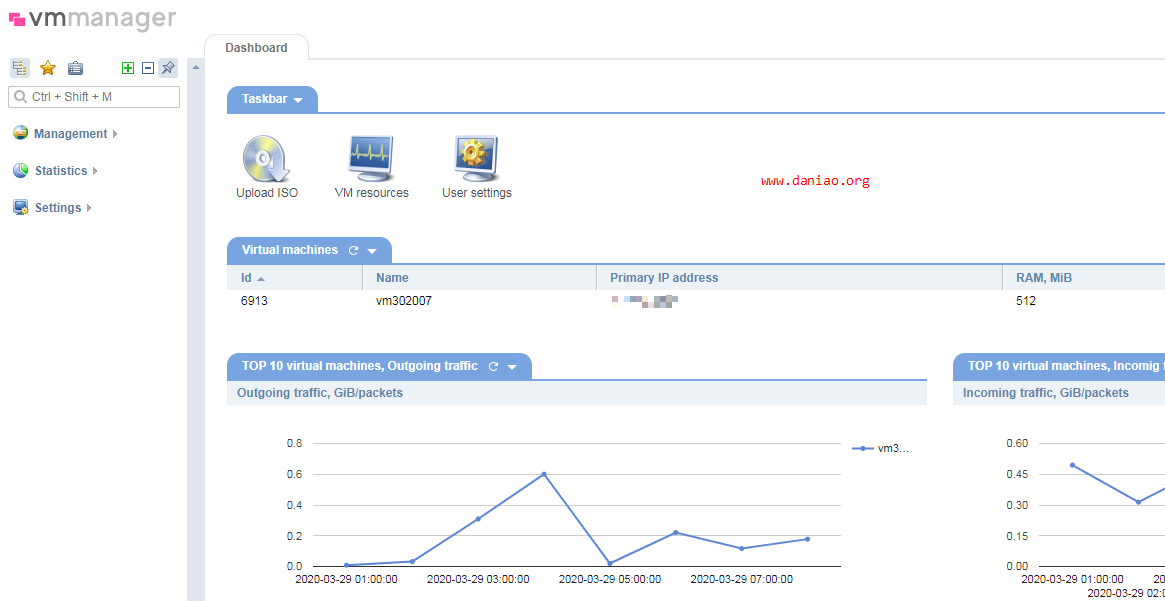 vmmanager
Dashboard
Ctrl + Shift + M
Management
Statistics
Settings
Taskbar
Upload ISO
VM resources
User settings
www.daniao.org
Virtual machines
Id
Name
Primary IP address
RAM, MiB
6913
vm302007
512
TOP 10 virtual machines, Outgoing traffic
Outgoing traffic, GiB/packets
0.8
0.6
0.4
0.2
0.0
2020-03-29 01:00:00
2020-03-29 03:00:00
2020-03-29 05:00:00
2020-03-29 07:00:00
vm3...
TOP 10 virtual machines, Incomig t
Incoming traffic, GiB/packets
0.60
0.45
0.30
0.15
0.00
2020-03-29 01:00:00
20
2020-03-29 02:0